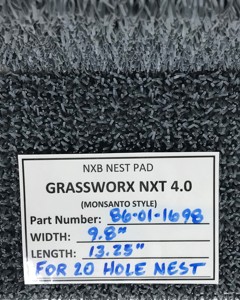 NXB NEST PAD
GRASSWORX NXT 4.0
(MONSANTO STYLE)
Part Number: 86-01-1698
WIDTH: 9.8"
LENGTH: 13.25"
FOR 20 HOLE NEST